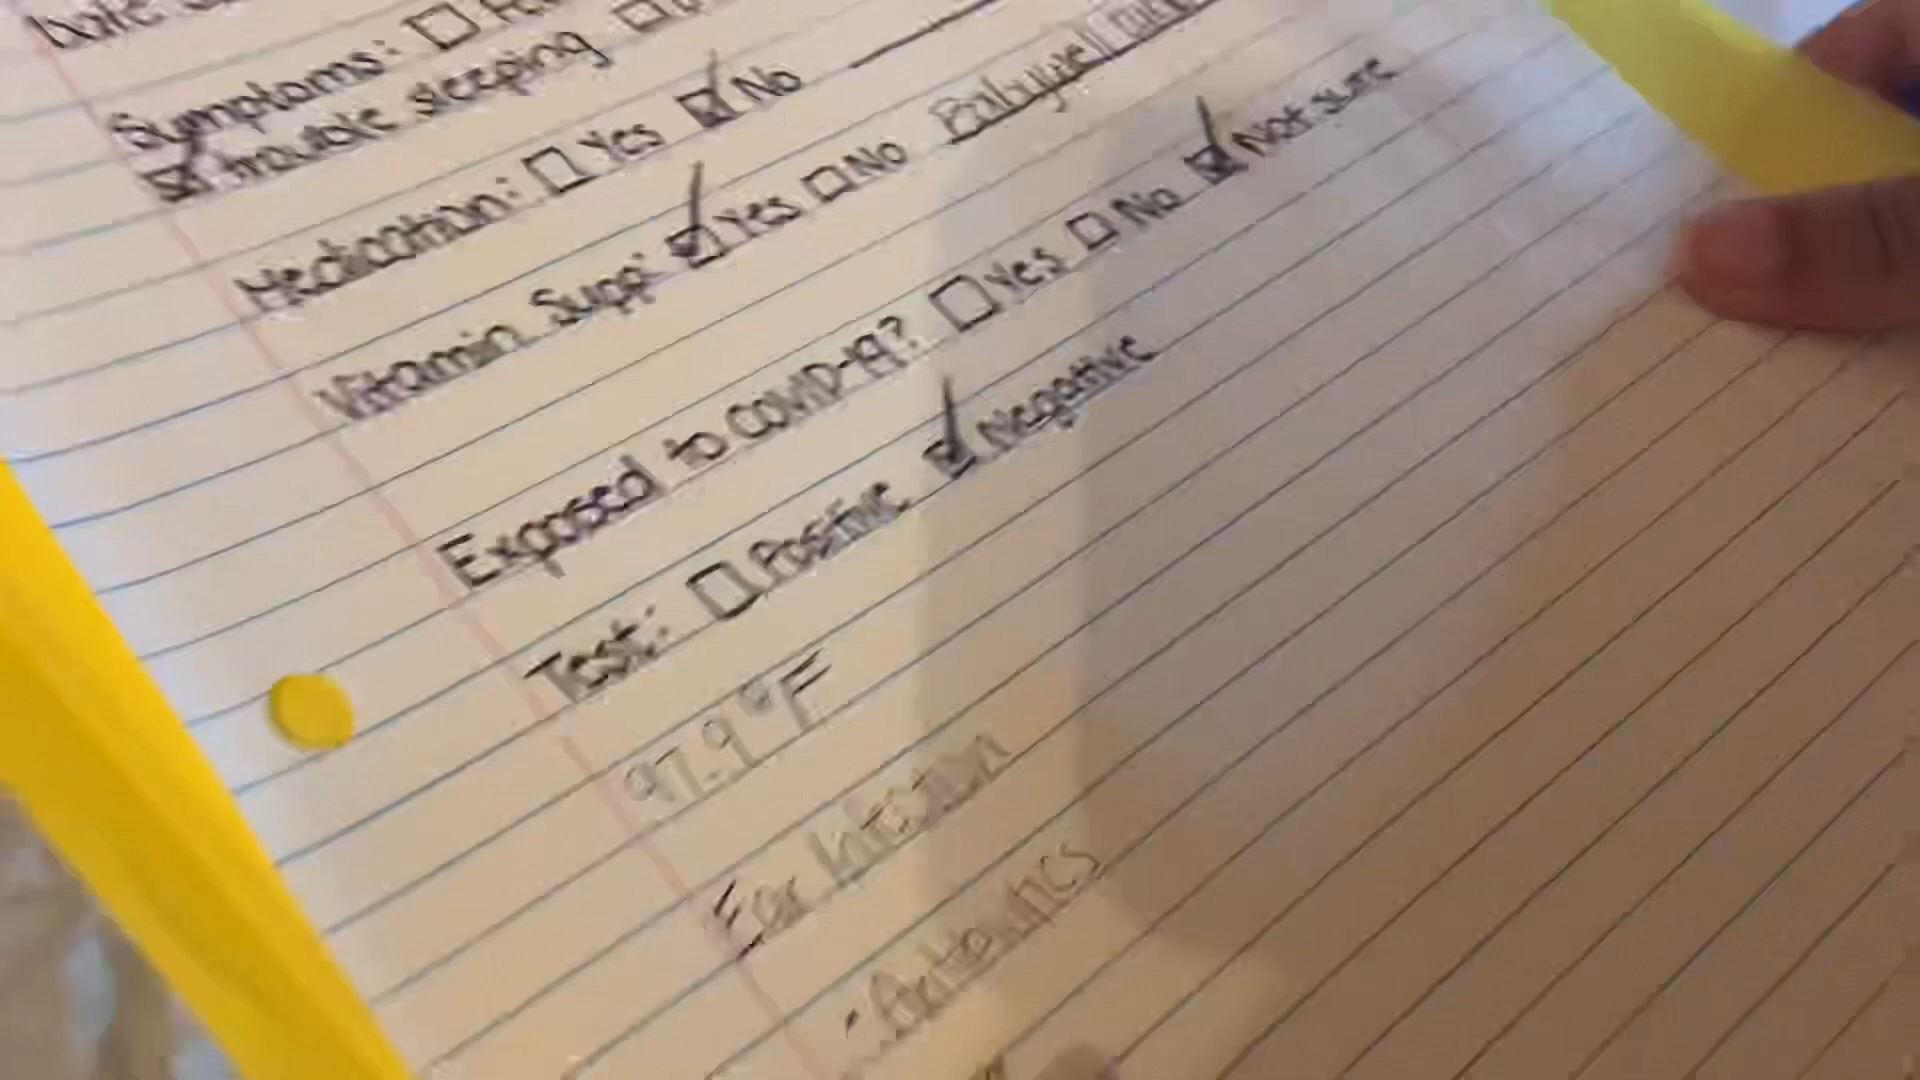 Symptoms: ☐
☑ trouble sleeping ☐
Medication: ☐ Yes ☑ No
Vitamin Supp: ☑ Yes ☐ No
Exposed to COVID-19? ☐ Yes ☐ No ☑ Not sure
Test: ☐ Positive ☑ Negative
97.9 °F
Ear Infection